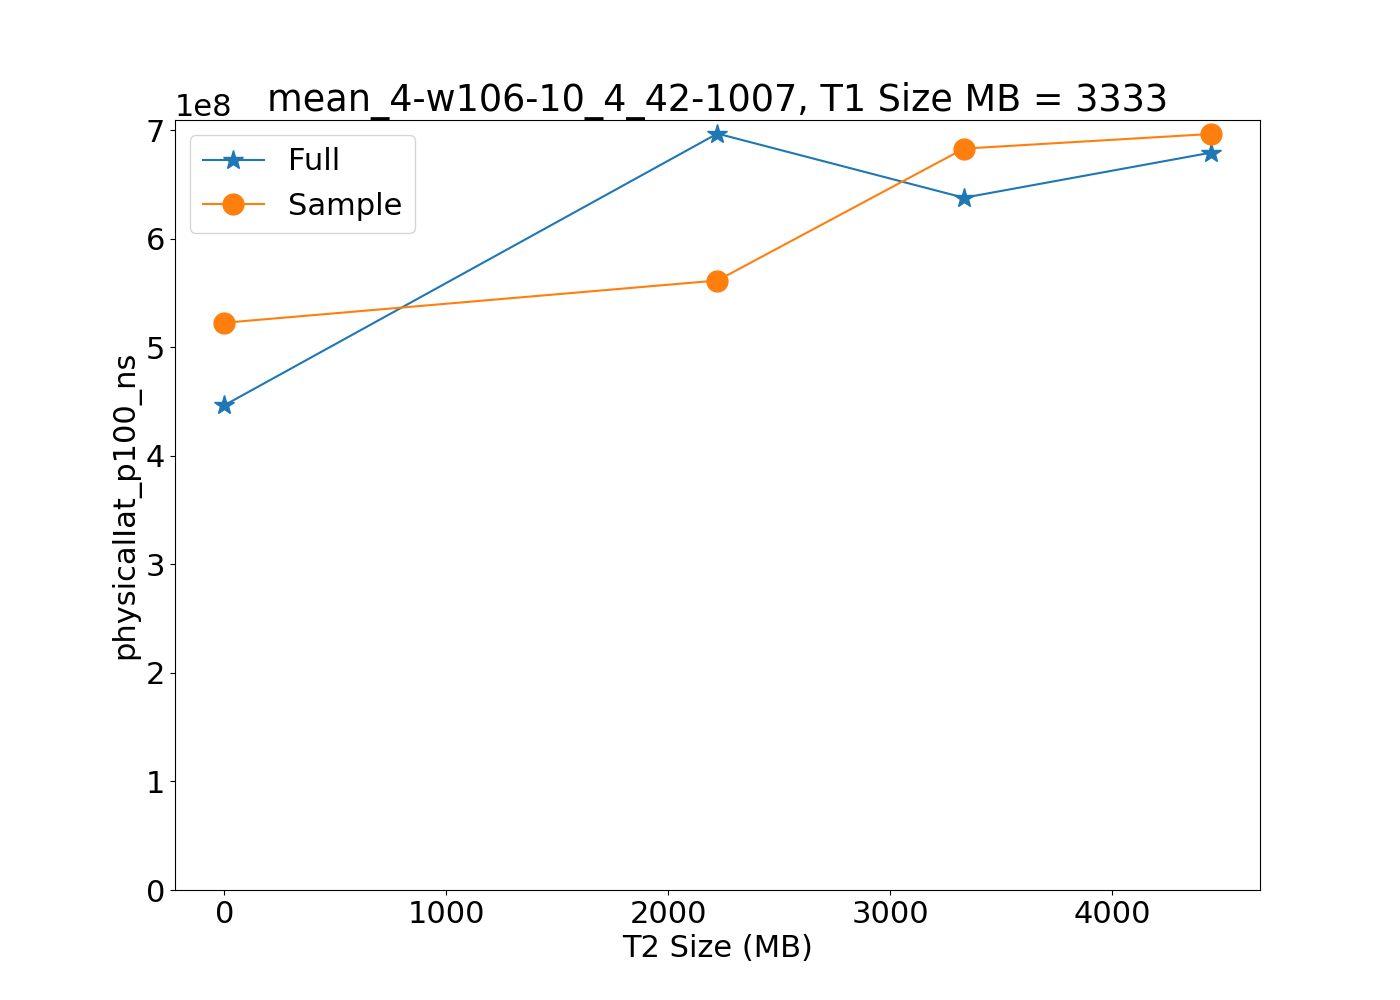 mean_4-w106-10_4_42-1007, T1 Size MB = 3333
1e8
7
6
5
4
3
2
1
0
physicallat_p100_ns
Full
Sample
0 1000 2000 3000 4000
T2 Size (MB)